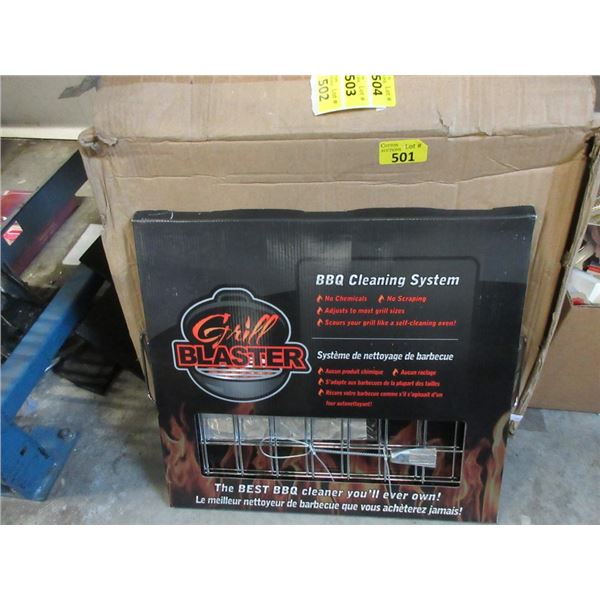 Lot #
502
Lot #
503
Lot #
504
Lot #
501
Grill
BLASTER
BBQ Cleaning System
No Chemicals No Scraping
Adjusts to most grill sizes
Scours your grill like a self-cleaning oven!
Système de nettoyage de barbecue
Aucun produit chimique Aucun raclage
S'adapte aux barbecues de la plupart des tailles
Récure votre barbecue comme s'il s'agissait d'un
four autonettoyant!
The BEST BBQ cleaner you'll ever own!
Le meilleur nettoyeur de barbecue que vous achèterez jamais!